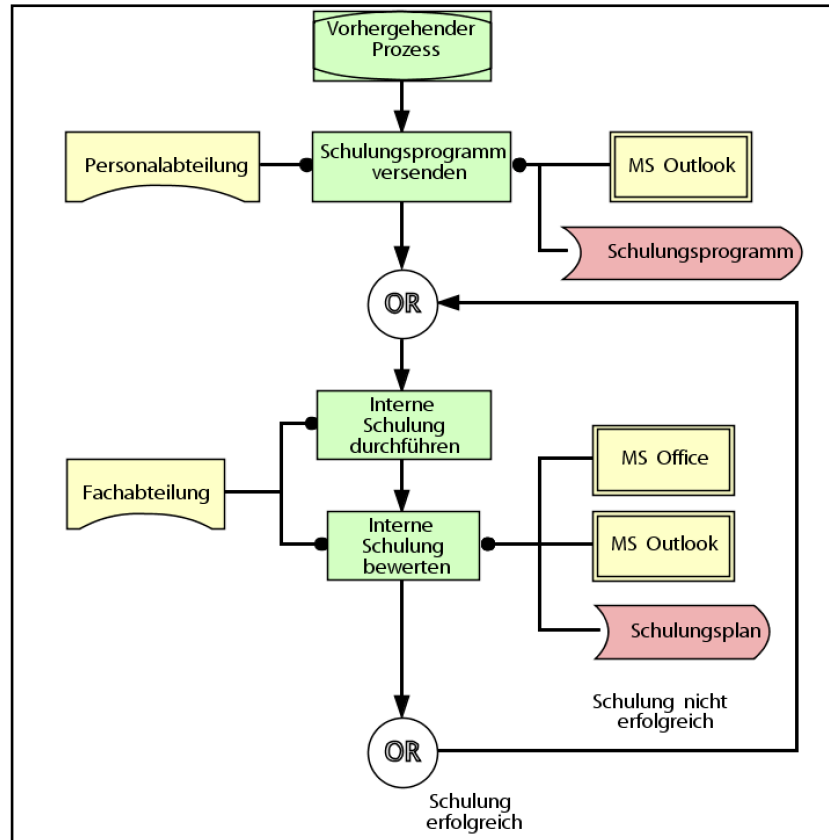 Vorhergehender
Prozess
Personalabteilung
Schulungsprogramm
versenden
MS Outlook
Schulungsprogramm
OR
Interne
Schulung
durchführen
Fachabteilung
MS Office
Interne
Schulung
bewerten
MS Outlook
Schulungsplan
Schulung nicht
erfolgreich
OR
Schulung
erfolgreich